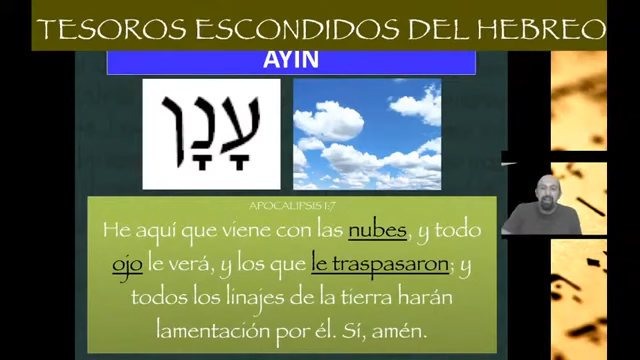 TESOROS ESCONDIDOS DEL HEBREO
AYIN
עָנָן
APOCALIPSIS 1:7
He aquí que viene con las nubes, y todo
ojo le verá, y los que le traspasaron; y
todos los linajes de la tierra harán
lamentación por él. Sí, amén.